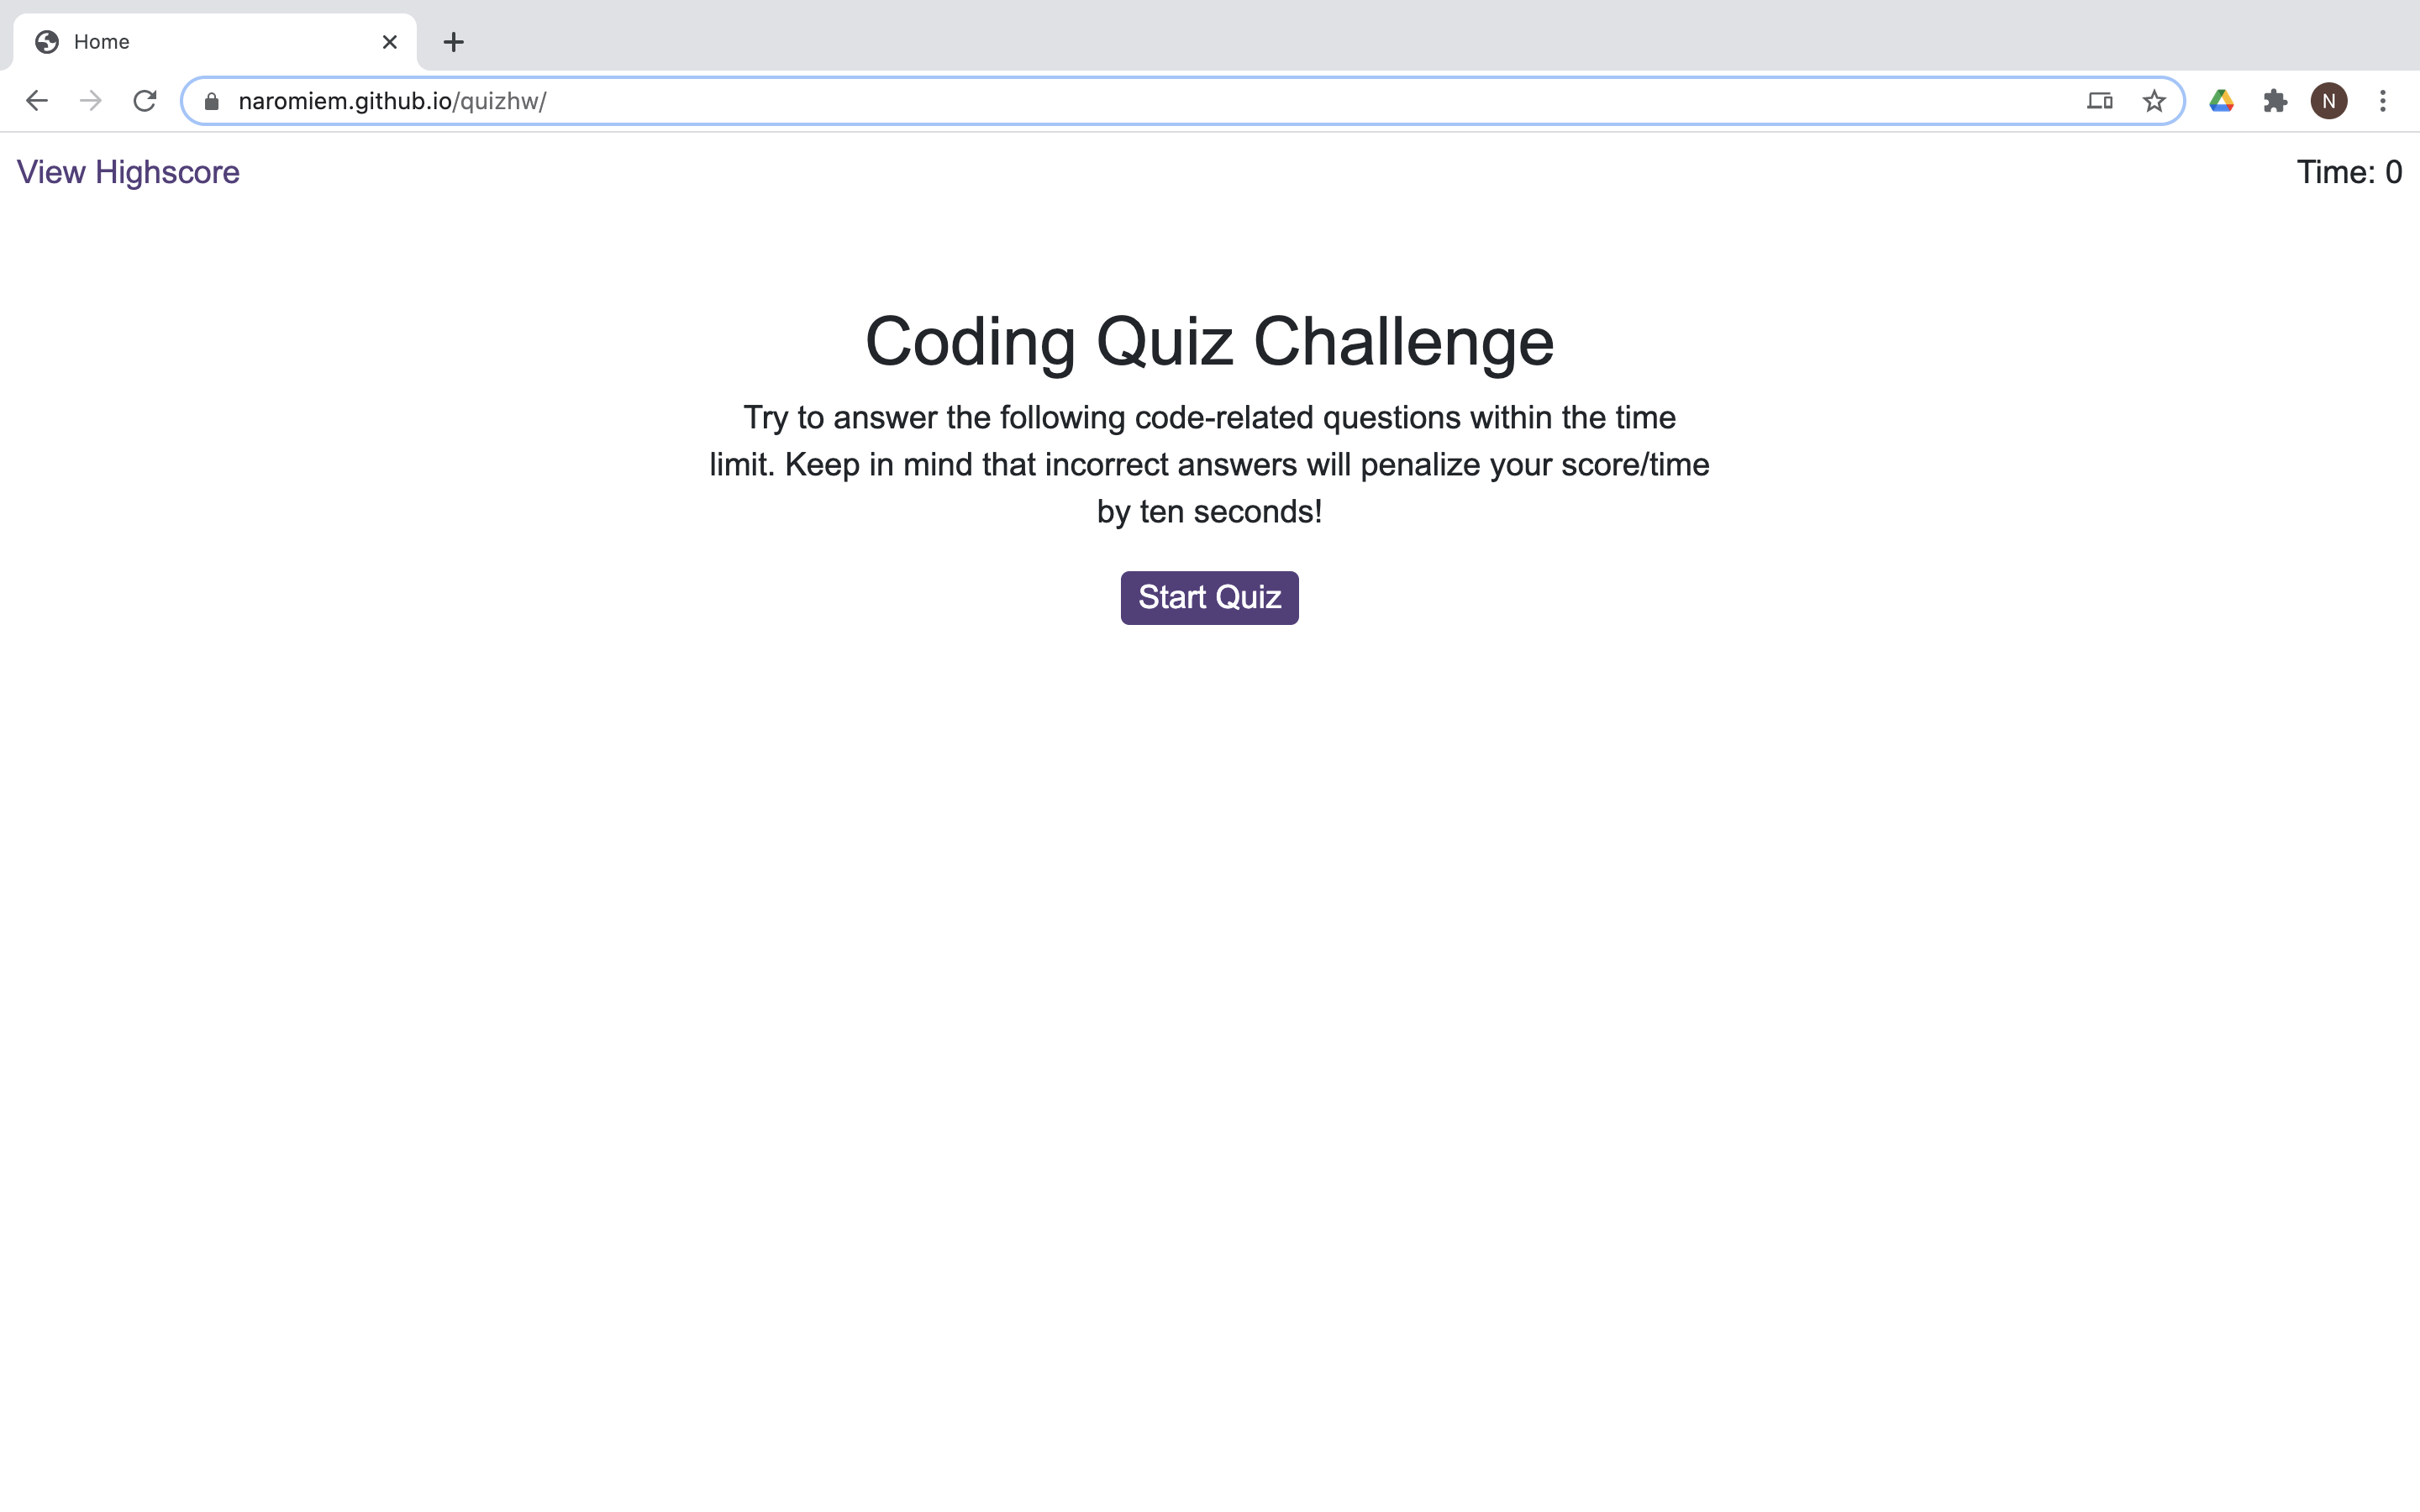 Home
naromiem.github.io/quizhw/
N
View Highscore
Time: 0
Coding Quiz Challenge
Try to answer the following code-related questions within the time
limit. Keep in mind that incorrect answers will penalize your score/time
by ten seconds!
Start Quiz